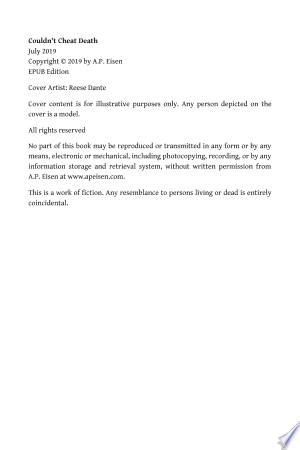 Couldn't Cheat Death
July 2019
Copyright © 2019 by A.P. Eisen
EPUB Edition
Cover Artist: Reese Dante
Cover content is for illustrative purposes only. Any person depicted on the
cover is a model.
All rights reserved
No part of this book may be reproduced or transmitted in any form or by any
means, electronic or mechanical, including photocopying, recording, or by any
information storage and retrieval system, without written permission from
A.P. Eisen at www.apeisen.com.
This is a work of fiction. Any resemblance to persons living or dead is entirely
coincidental.